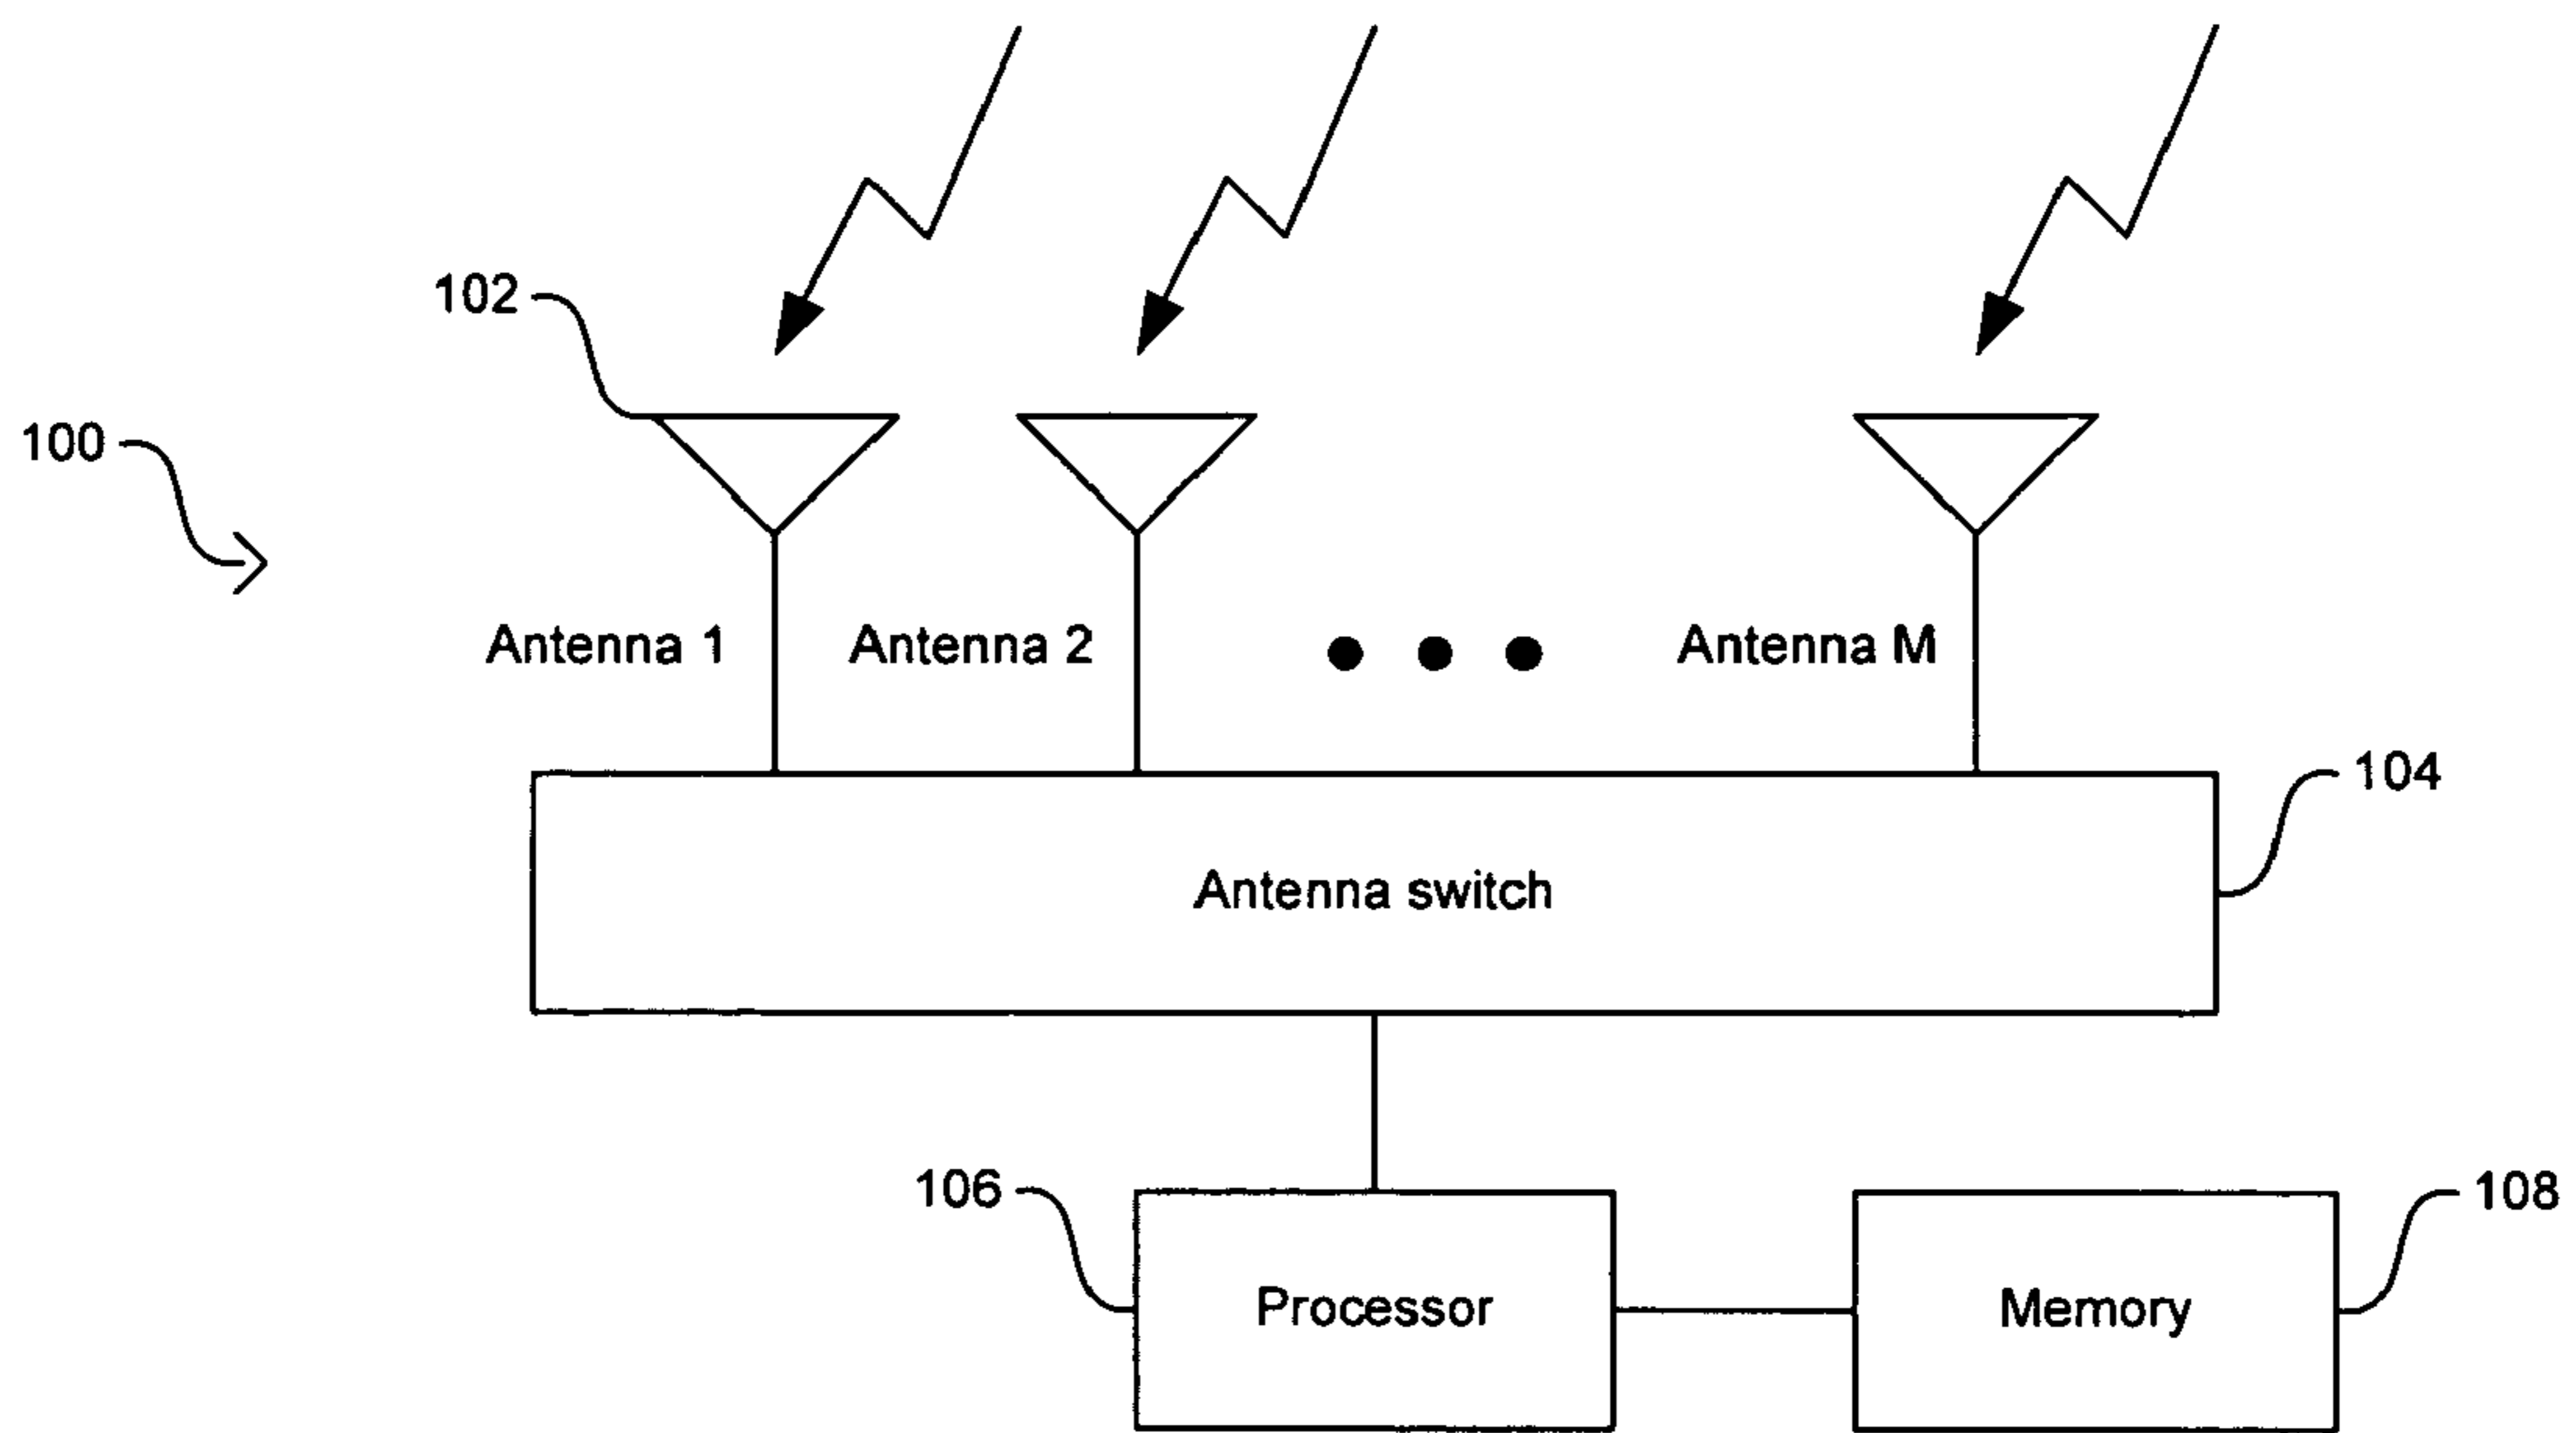 102
100
Antenna 1
Antenna 2
Antenna M
104
Antenna switch
106
108
Processor
Memory